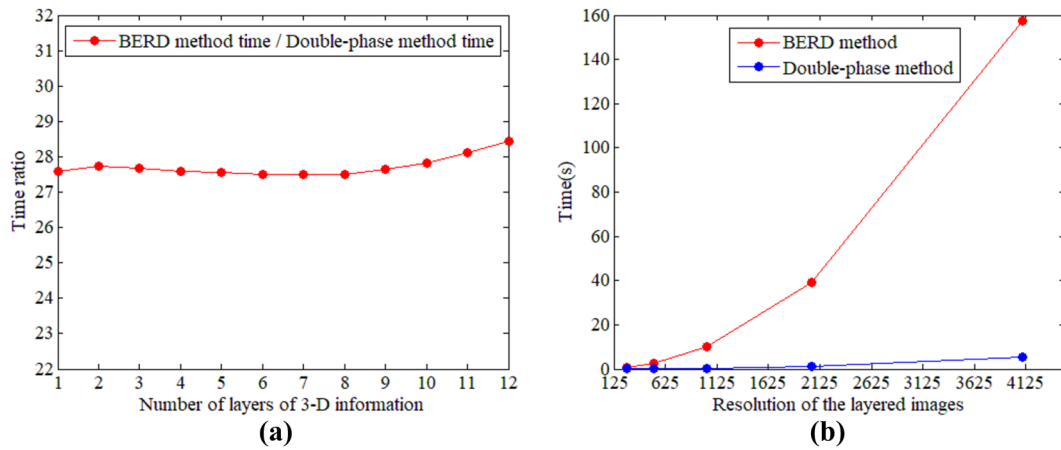 32
31
30
29
28
27
26
25
24
23
22
Time ratio
BERD method time / Double-phase method time
1 2 3 4 5 6 7 8 9 10 11 12
Number of layers of 3-D information
(a)
160
140
120
100
80
60
40
20
0
Time(s)
BERD method
Double-phase method
125 625 1125 1625 2125 2625 3125 3625 4125
Resolution of the layered images
(b)